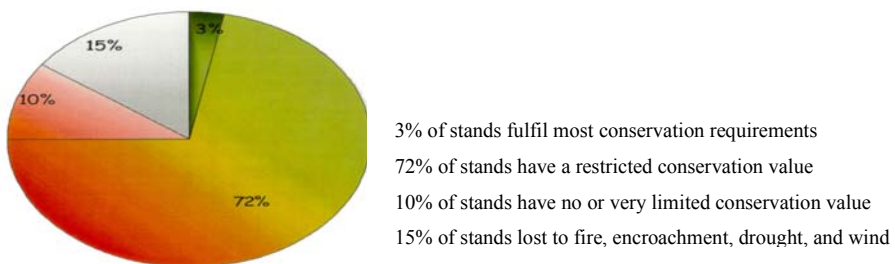 3%
15%
10%
72%
3% of stands fulfil most conservation requirements
72% of stands have a restricted conservation value
10% of stands have no or very limited conservation value
15% of stands lost to fire, encroachment, drought, and wind